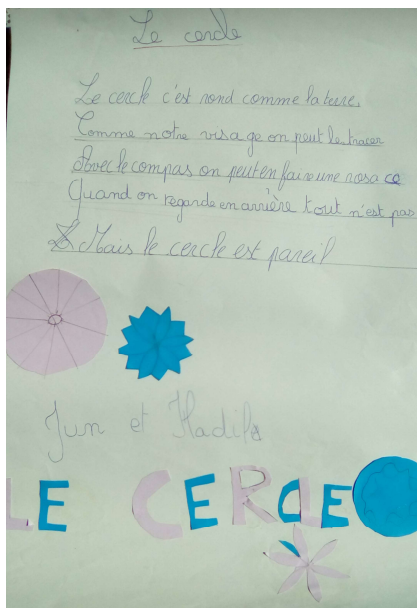 Le cercle
Le cercle c'est rond comme la terre.
Comme notre visage on peut le tracer
Avec le compas on peut en faire une rosace
Quand on regarde en arrière tout n'est pas
Mais le cercle est pareil
Jun et Hadil
LE CERCLE